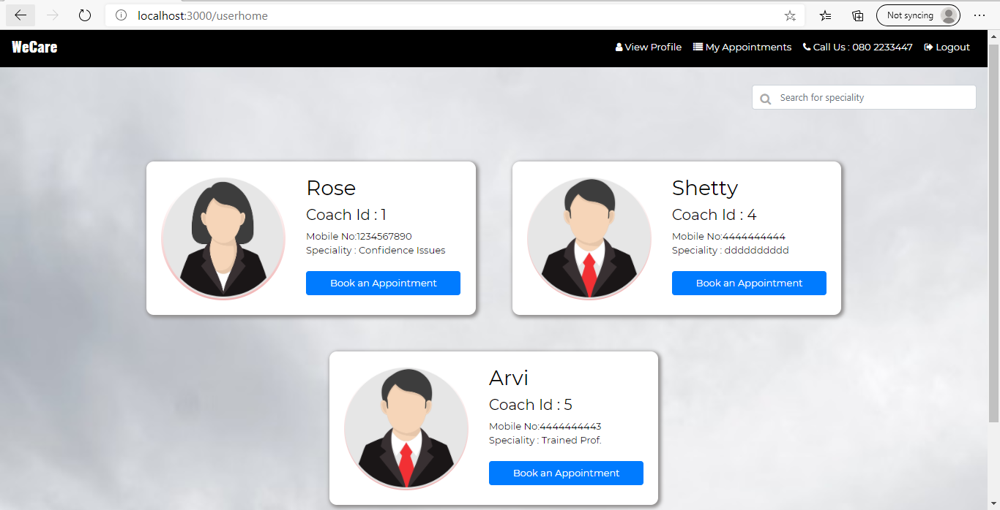 localhost:3000/userhome
Not syncing
WeCare
View Profile
My Appointments
Call Us : 080 2233447
Logout
Search for speciality
Rose
Coach Id : 1
Mobile No:1234567890
Speciality : Confidence Issues
Book an Appointment
Shetty
Coach Id : 4
Mobile No:4444444444
Speciality : dddddddddd
Book an Appointment
Arvi
Coach Id : 5
Mobile No:4444444443
Speciality : Trained Prof.
Book an Appointment